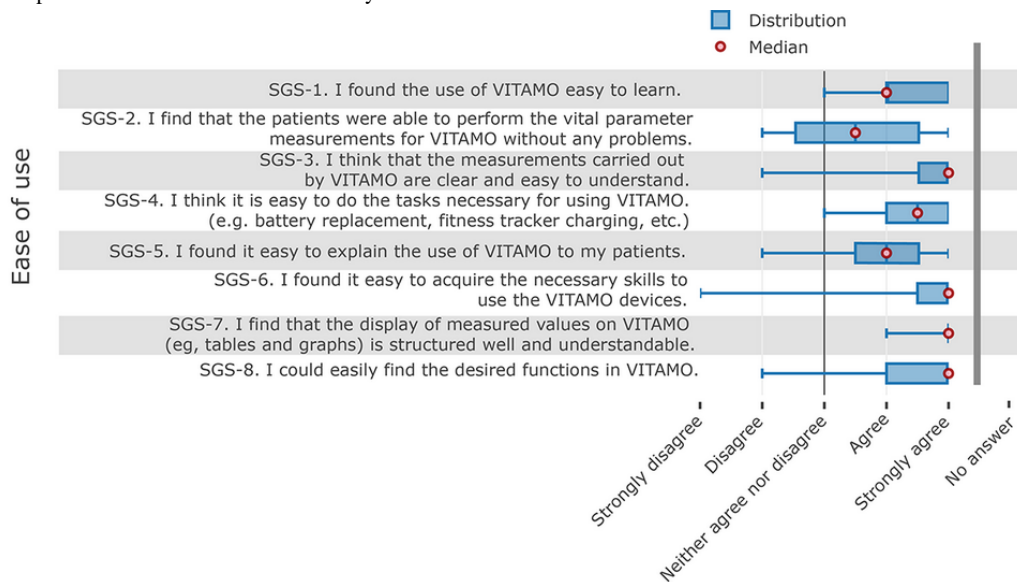 Distribution
Median
Ease of use
SGS-1. I found the use of VITAMO easy to learn.
SGS-2. I find that the patients were able to perform the vital parameter
measurements for VITAMO without any problems.
SGS-3. I think that the measurements carried out
by VITAMO are clear and easy to understand.
SGS-4. I think it is easy to do the tasks necessary for using VITAMO.
(e.g. battery replacement, fitness tracker charging, etc.)
SGS-5. I found it easy to explain the use of VITAMO to my patients.
SGS-6. I found it easy to acquire the necessary skills to
use the VITAMO devices.
SGS-7. I find that the display of measured values on VITAMO
(eg, tables and graphs) is structured well and understandable.
SGS-8. I could easily find the desired functions in VITAMO.
Strongly disagree
Disagree
Neither agree nor disagree
Agree
Strongly agree
No answer